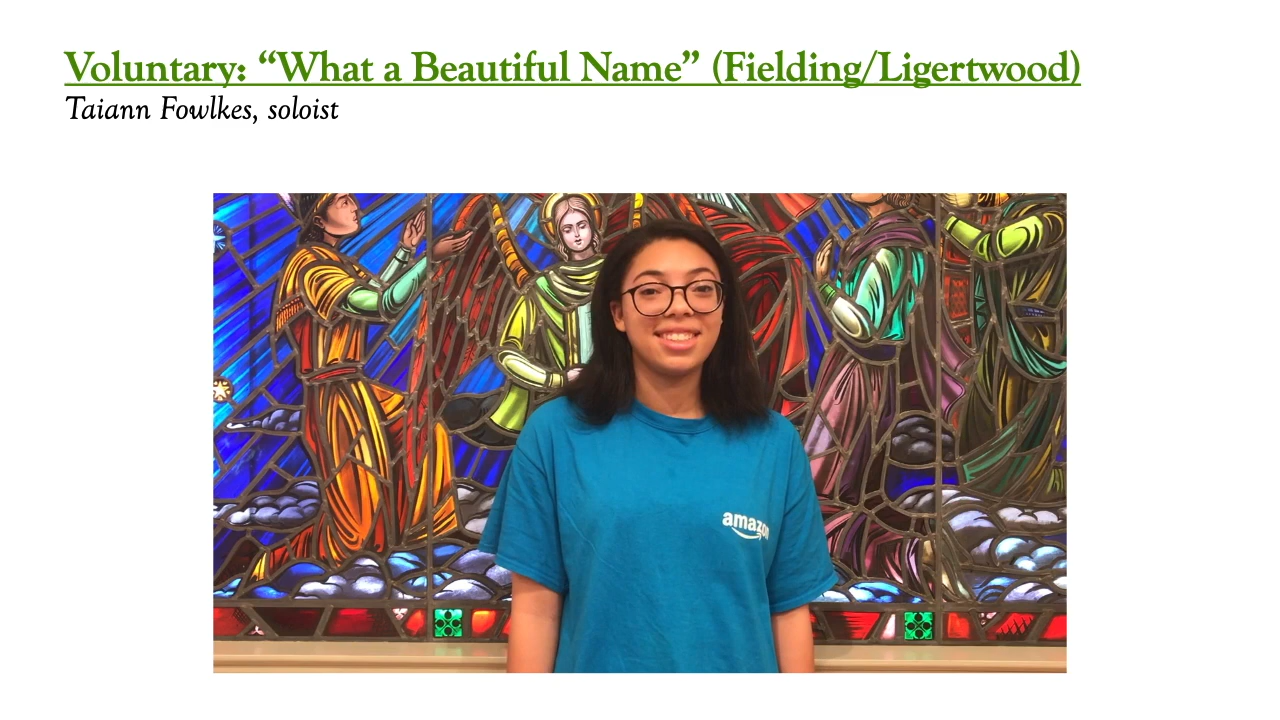 Voluntary: “What a Beautiful Name” (Fielding/Ligertwood)
Taiann Fowlkes, soloist
amazon